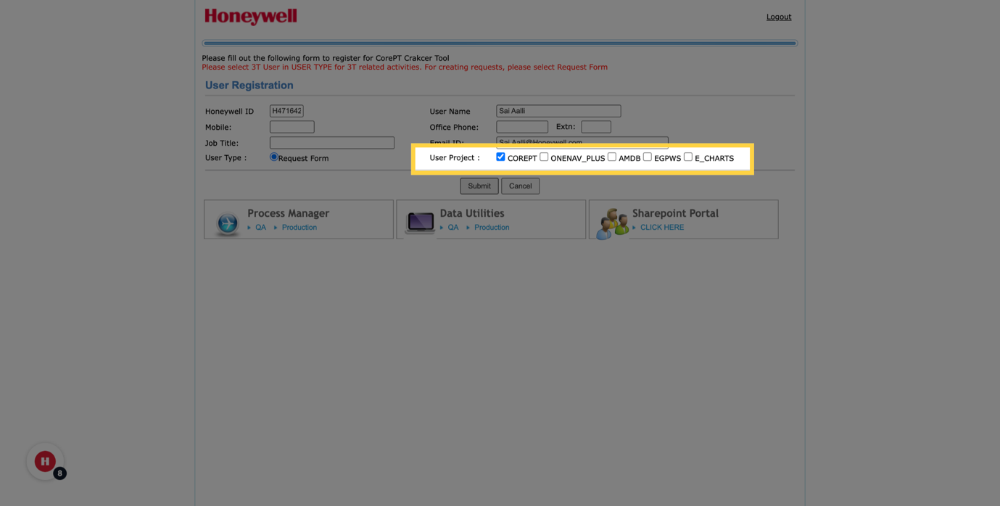 Honeywell
Logout
Please fill out the following form to register for CorePT Crakcer Tool
Please select 3T User in USER TYPE for 3T related activities. For creating requests, please select Request Form
User Registration
Honeywell ID H471642 User Name Sai Aalli
Mobile: Office Phone: Extn:
Job Title: Email ID: Sai.Aalli@Honeywell.com
User Type : Request Form User Project : COREPT ONENAV_PLUS AMDB EGPWS E_CHARTS
Submit Cancel
Process Manager Data Utilities Sharepoint Portal
QA Production QA Production CLICK HERE
H
8